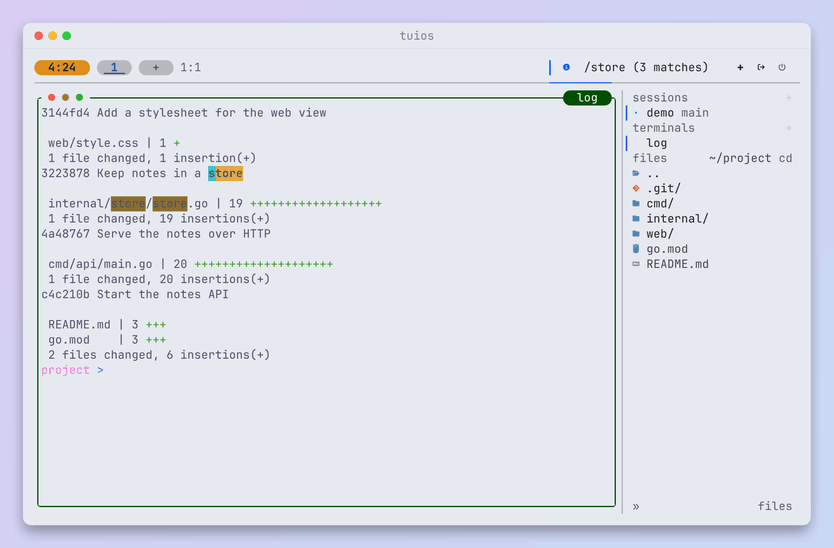 tuios
4:24 1 + 1:1
/store (3 matches) +
log
3144fd4 Add a stylesheet for the web view
web/style.css | 1 +
1 file changed, 1 insertion(+)
3223878 Keep notes in a store
internal/store/store.go | 19 +++++++++++++++++++
1 file changed, 19 insertions(+)
4a48767 Serve the notes over HTTP
cmd/api/main.go | 20 ++++++++++++++++++++
1 file changed, 20 insertions(+)
c4c210b Start the notes API
README.md | 3 +++
go.mod    | 3 +++
2 files changed, 6 insertions(+)
project >
sessions +
· demo main
terminals +
log
files ~/project cd
..
.git/
cmd/
internal/
web/
go.mod
README.md
» files